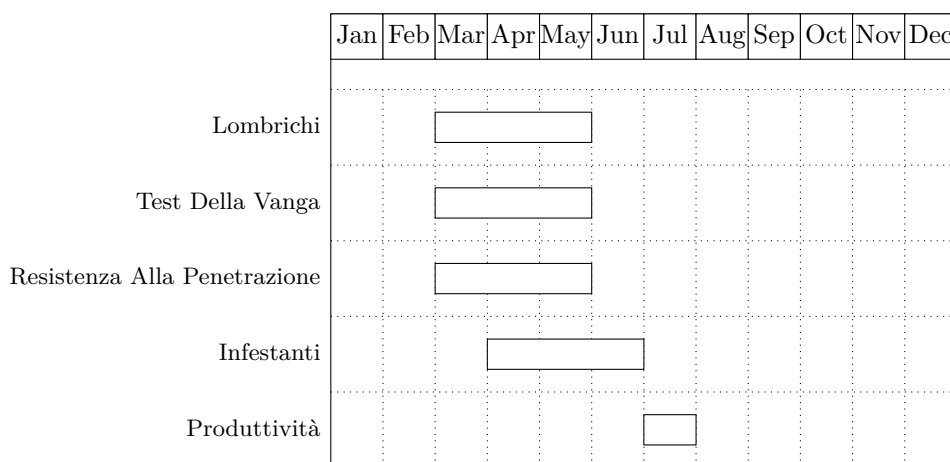 Jan Feb Mar Apr May Jun Jul Aug Sep Oct Nov Dec
Lombrichi
Test Della Vanga
Resistenza Alla Penetrazione
Infestanti
Produttività